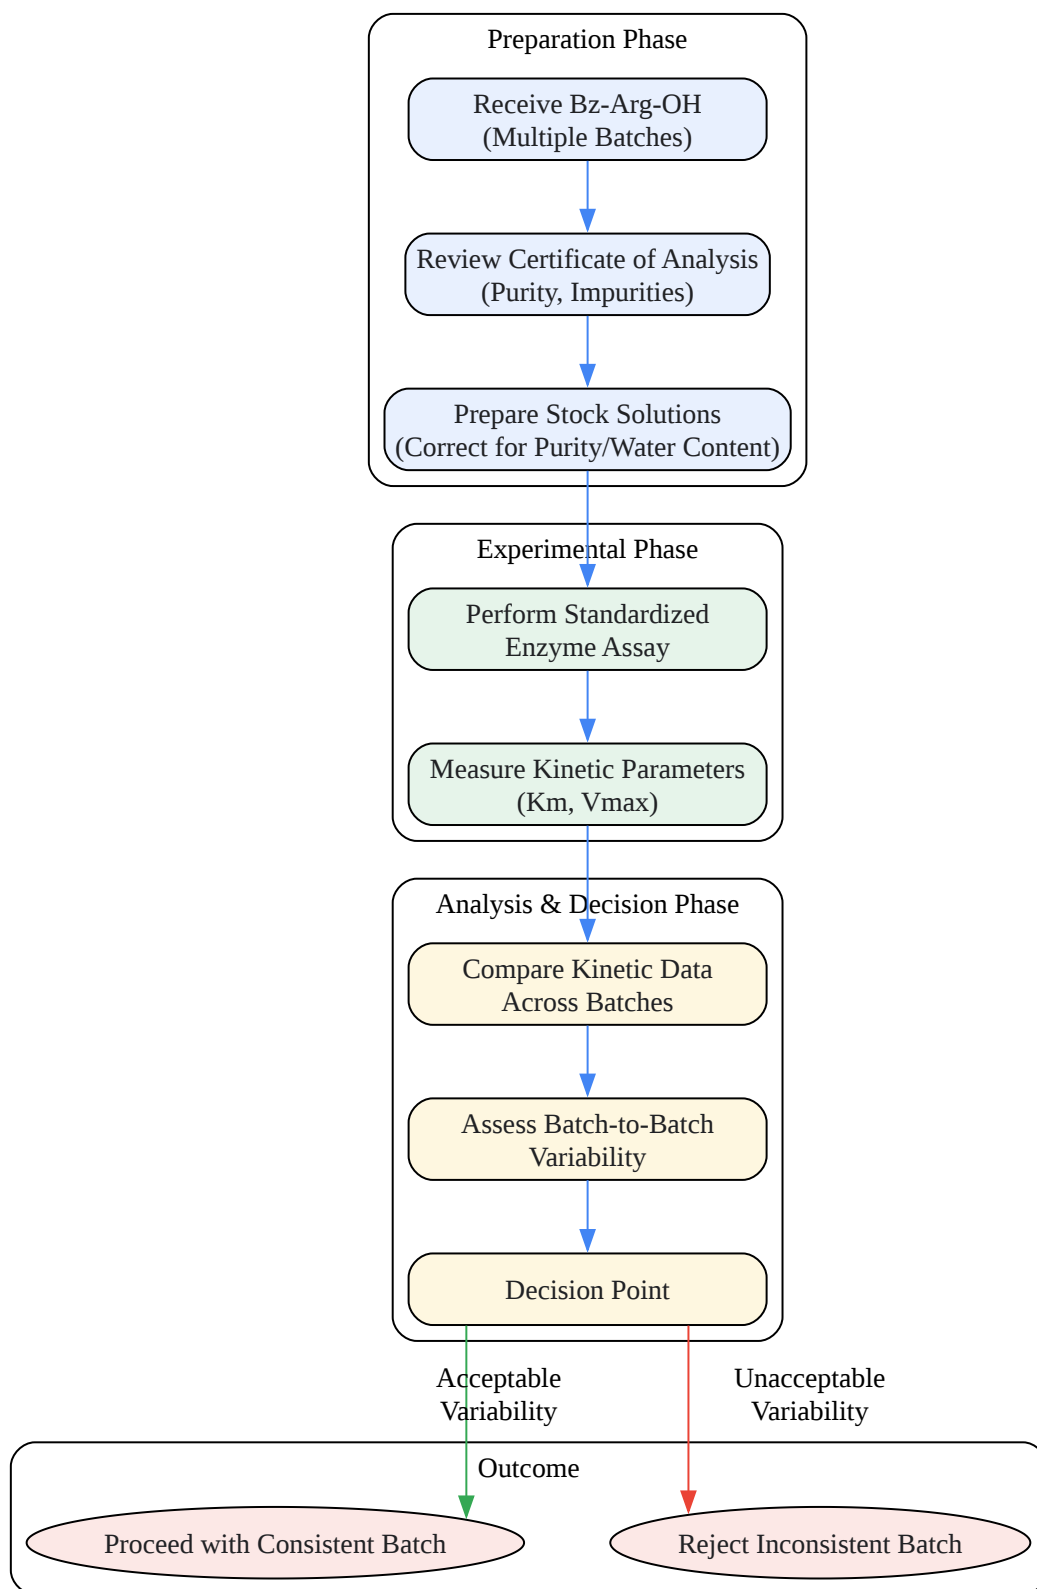 Preparation Phase
Receive Bz-Arg-OH
(Multiple Batches)
Review Certificate of Analysis
(Purity, Impurities)
Prepare Stock Solutions
(Correct for Purity/Water Content)
Experimental Phase
Perform Standardized
Enzyme Assay
Measure Kinetic Parameters
(Km, Vmax)
Analysis & Decision Phase
Compare Kinetic Data
Across Batches
Assess Batch-to-Batch
Variability
Decision Point
Acceptable
Variability
Unacceptable
Variability
Outcome
Proceed with Consistent Batch
Reject Inconsistent Batch